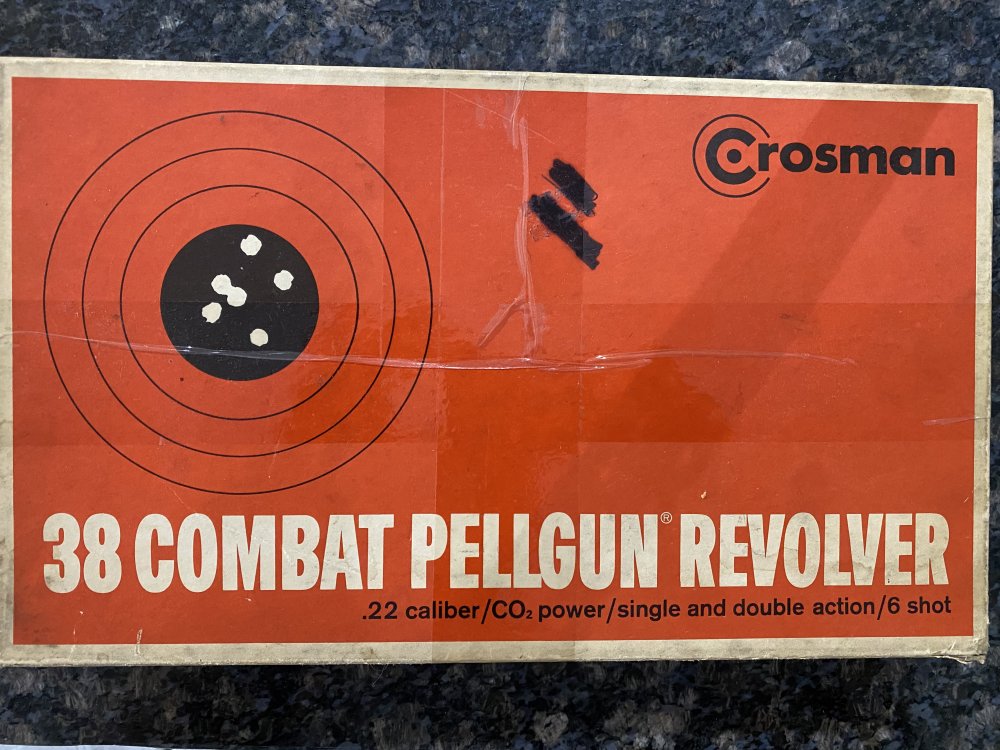 Crosman
38 COMBAT PELLGUN® REVOLVER
.22 caliber/CO₂ power/single and double action/6 shot